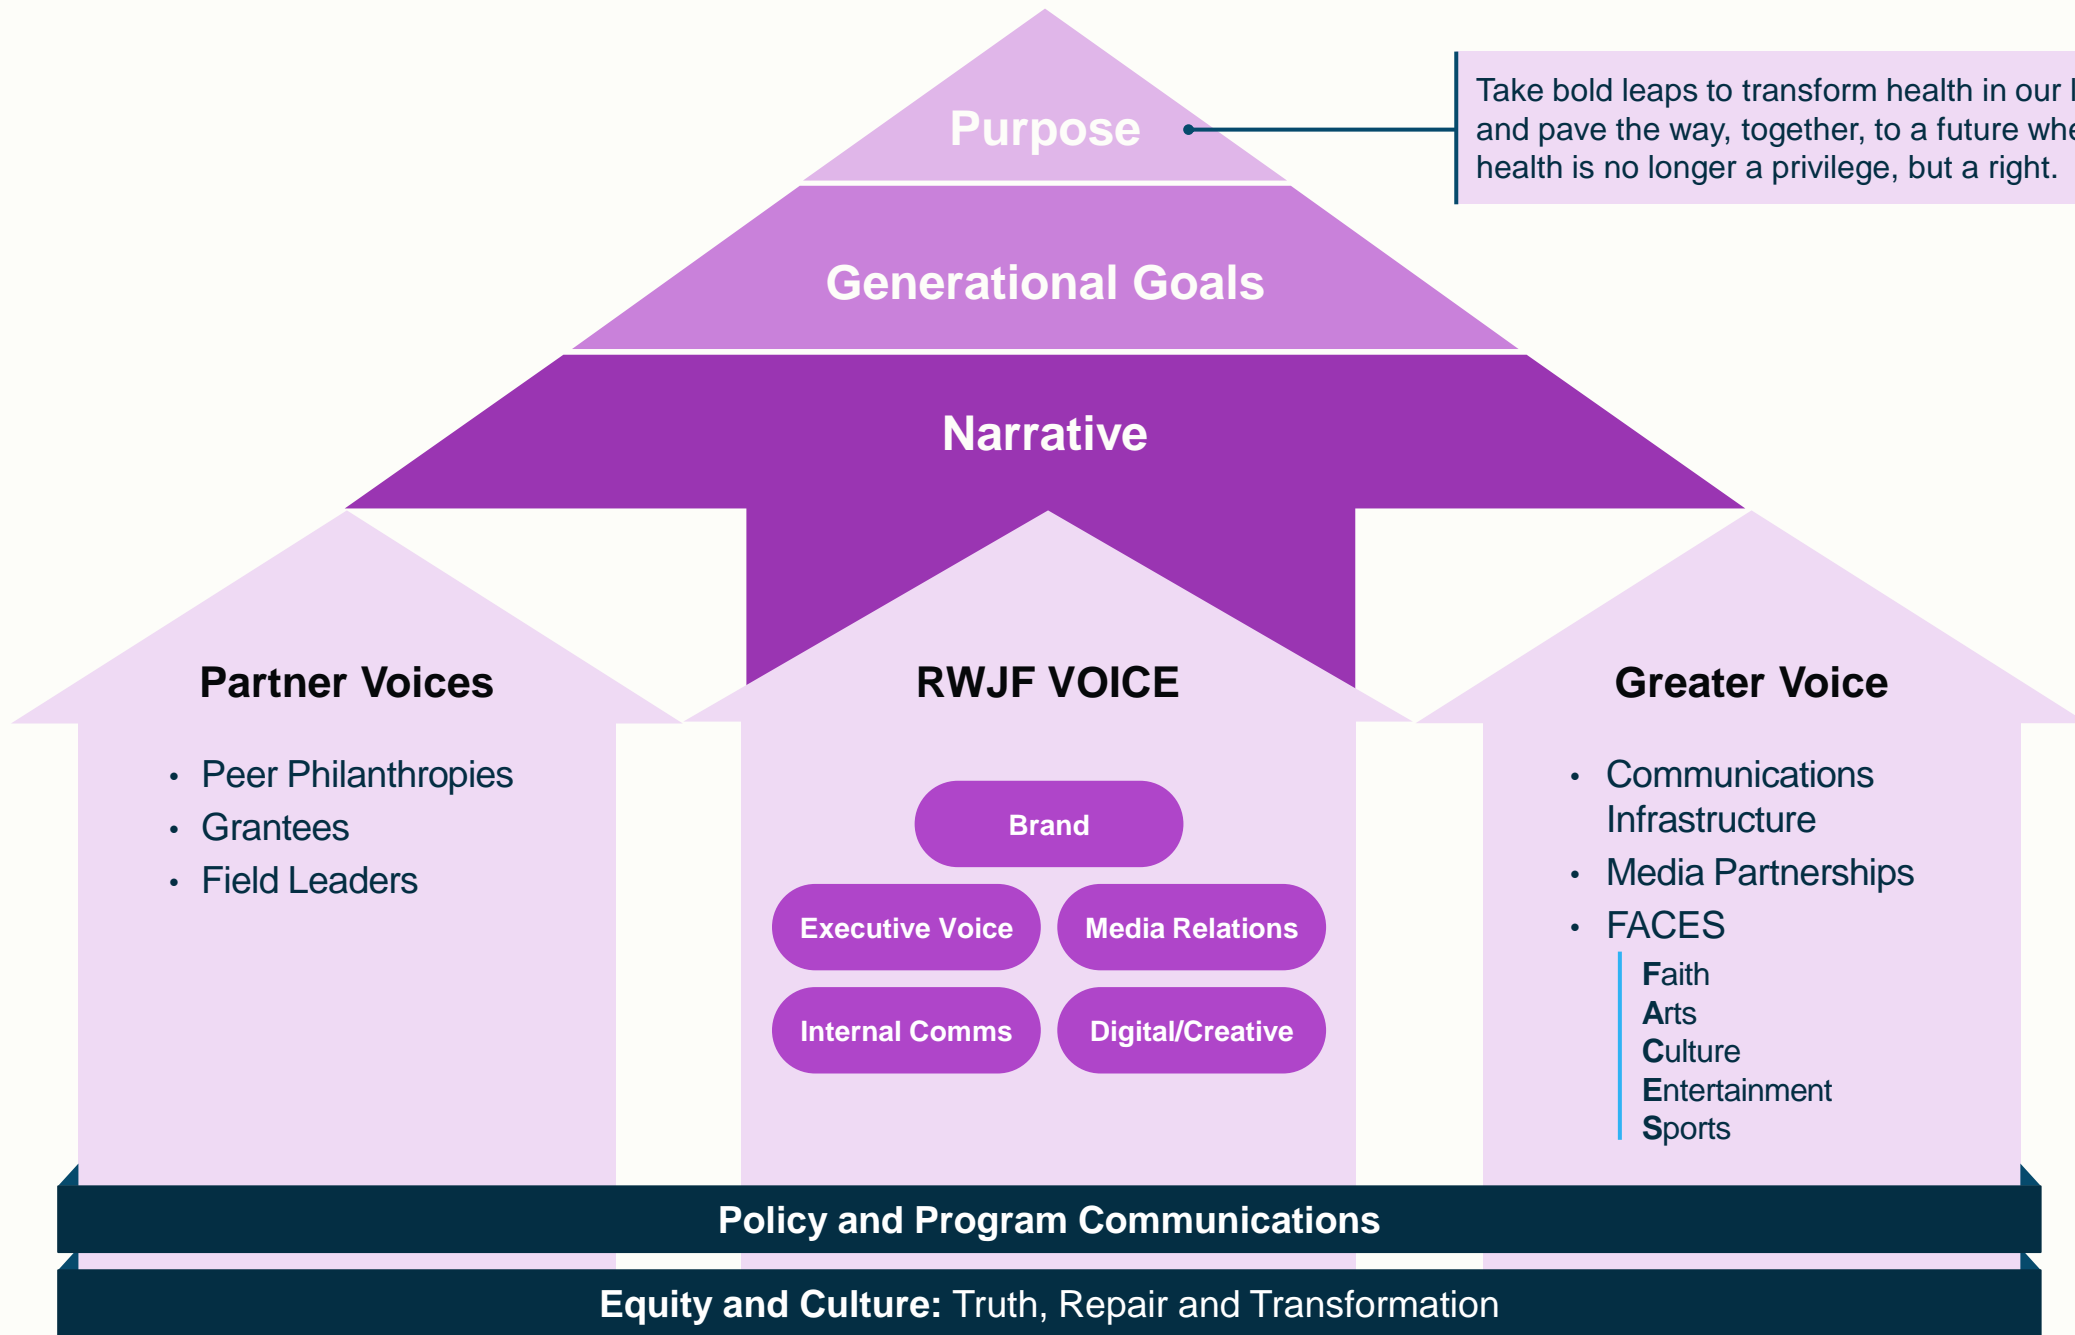 Purpose
Take bold leaps to transform health in our
and pave the way, together, to a future
health is no longer a privilege, but a right.
Generational Goals
Narrative
Partner Voices
• Peer Philanthropies
• Grantees
• Field Leaders
RWJF VOICE
Brand
Executive Voice
Media Relations
Internal Comms
Digital/Creative
Greater Voice
• Communications
Infrastructure
• Media Partnerships
• FACES
Faith
Arts
Culture
Entertainment
Sports
Policy and Program Communications
Equity and Culture: Truth, Repair and Transformation